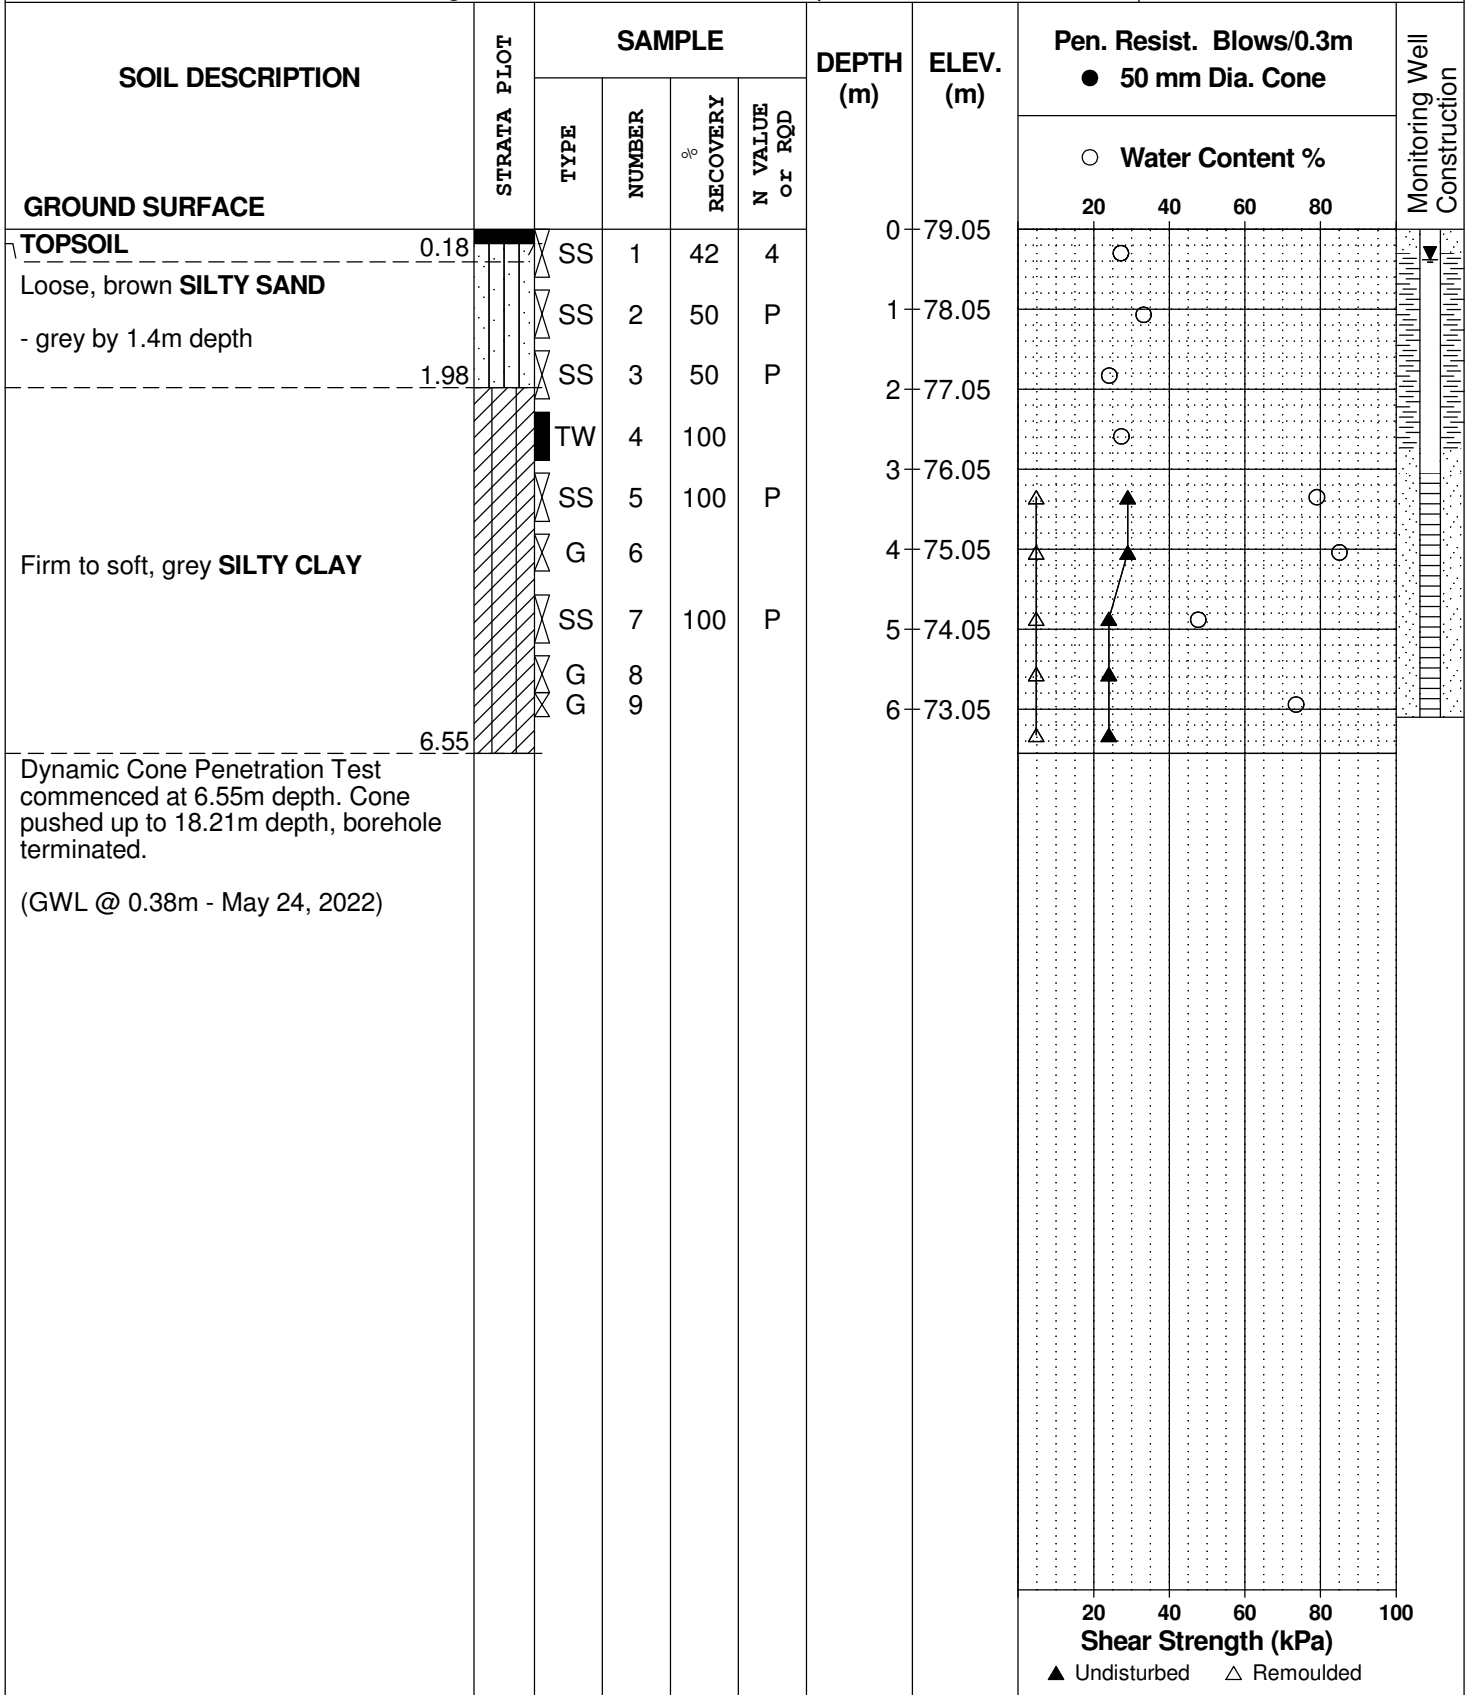 SOIL DESCRIPTION
GROUND SURFACE
STRATA PLOT
SAMPLE
TYPE
NUMBER
%
RECOVERY
N VALUE
or RQD
DEPTH
(m)
ELEV.
(m)
Pen. Resist. Blows/0.3m
● 50 mm Dia. Cone
○ Water Content %
20 40 60 80
Monitoring Well
Construction
TOPSOIL 0.18
Loose, brown SILTY SAND
- grey by 1.4m depth
1.98
Firm to soft, grey SILTY CLAY
6.55
Dynamic Cone Penetration Test
commenced at 6.55m depth. Cone
pushed up to 18.21m depth, borehole
terminated.
(GWL @ 0.38m - May 24, 2022)
SS 1 42 4
SS 2 50 P
SS 3 50 P
TW 4 100
SS 5 100 P
G 6
SS 7 100 P
G 8
G 9
0 79.05
1 78.05
2 77.05
3 76.05
4 75.05
5 74.05
6 73.05
20 40 60 80 100
Shear Strength (kPa)
▲ Undisturbed △ Remoulded